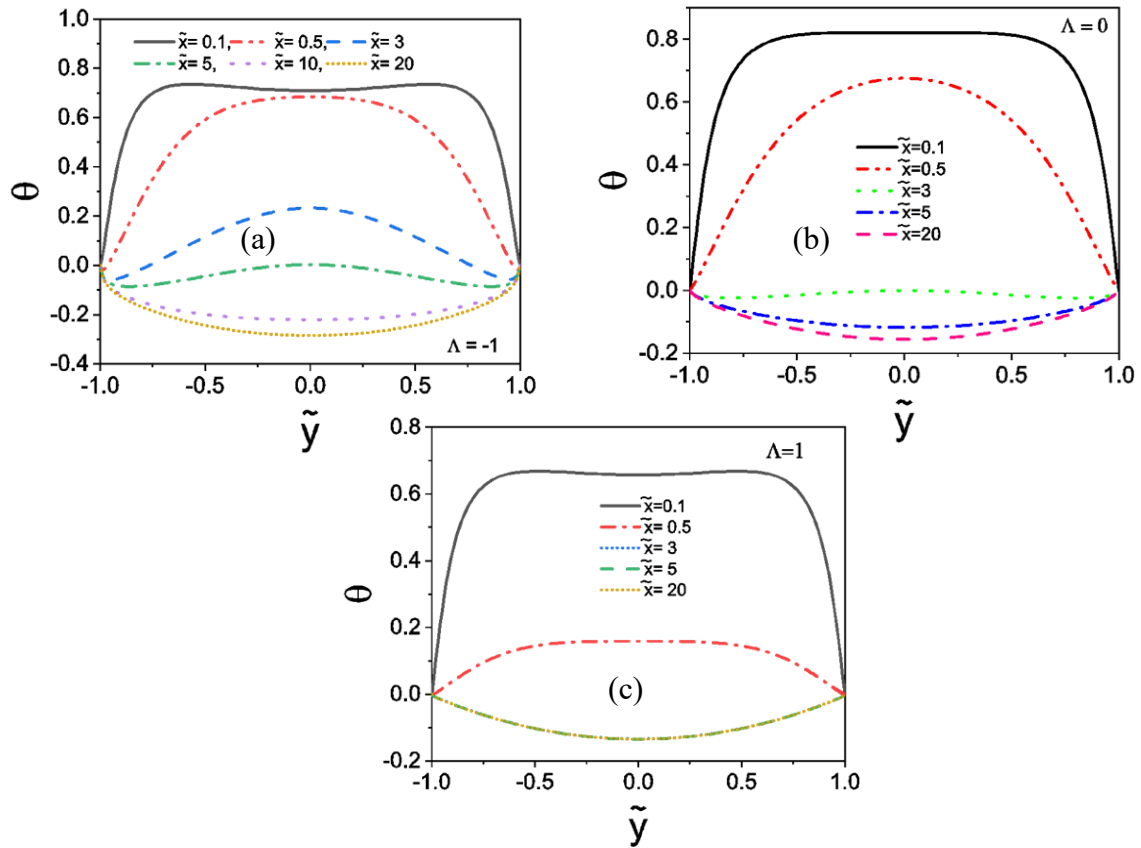 1.0
0.8
0.6
0.4
0.2
0.0
-0.2
-0.4
θ
x̃= 0.1, x̃= 0.5, x̃= 3
x̃= 5, x̃= 10, x̃= 20
(a)
Λ = -1
-1.0 -0.5 0.0 0.5 1.0
ỹ
0.8
0.6
0.4
0.2
0.0
-0.2
θ
Λ = 0
x̃=0.1
x̃=0.5
x̃=3
x̃=5
x̃=20
(b)
-1.0 -0.5 0.0 0.5 1.0
ỹ
0.8
0.6
0.4
0.2
0.0
-0.2
θ
Λ=1
x̃=0.1
x̃= 0.5
x̃= 3
x̃= 5
x̃= 20
(c)
-1.0 -0.5 0.0 0.5 1.0
ỹ